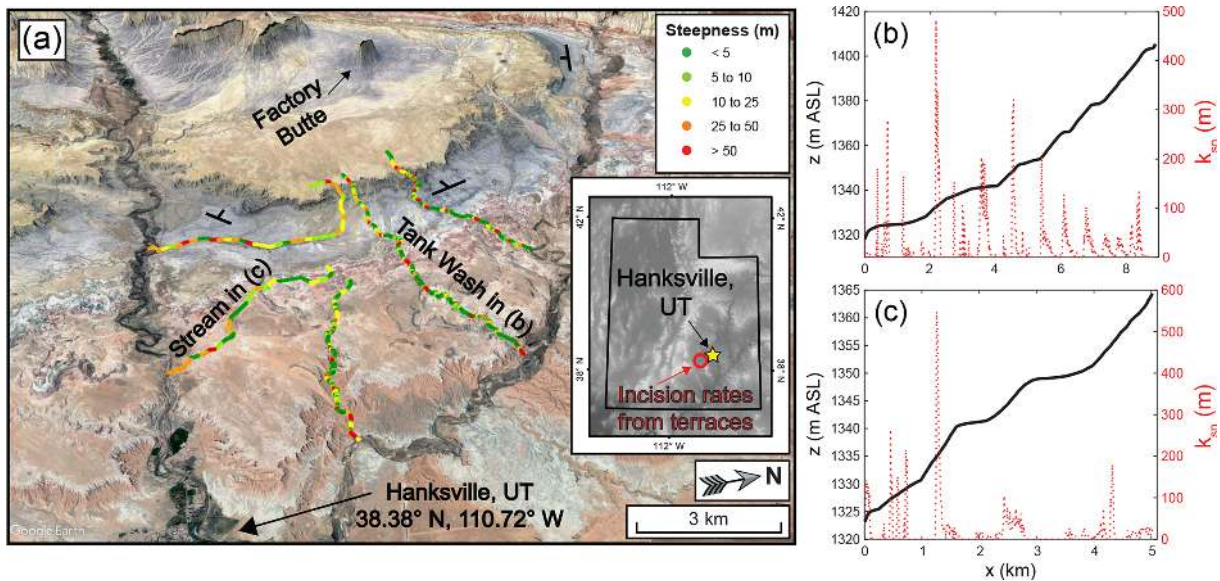 (a)
Factory
Butte
Steepness (m)
< 5
5 to 10
10 to 25
25 to 50
> 50
Stream in (c)
Tank Wash in (b)
112° W
42° N
42° N
Hanksville,
UT
38° N
38° N
Incision rates
from terraces
112° W
N
3 km
Hanksville, UT
38.38° N, 110.72° W
Google Earth
(b)
z (m ASL)
1420
1400
1380
1360
1340
1320
0
2
4
6
8
500
400
300
200
100
0
k_sn (m)
(c)
z (m ASL)
1365
1360
1355
1350
1345
1340
1335
1330
1325
1320
0
1
2
3
4
5
x (km)
600
500
400
300
200
100
0
k_sn (m)